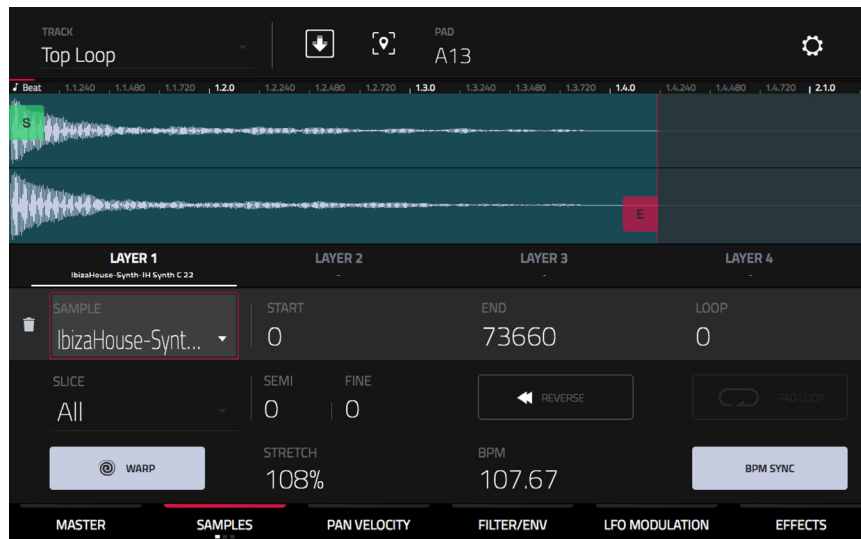 TRACK
Top Loop
PAD
A13
Beat 1.1.240 1.1.480 1.1.720 1.2.0 1.2.240 1.2.480 1.2.720 1.3.0 1.3.240 1.3.480 1.3.720 1.4.0 1.4.240 1.4.480 1.4.720 2.1.0
S
E
LAYER 1 LAYER 2 LAYER 3 LAYER 4
IbizaHouse-Synth-IH Synth C 22 - - -
SAMPLE START END LOOP
IbizaHouse-Synt... 0 73660 0
SLICE SEMI FINE
All 0 0
REVERSE PAD LOOP
WARP
STRETCH BPM
108% 107.67
BPM SYNC
MASTER SAMPLES PAN VELOCITY FILTER/ENV LFO MODULATION EFFECTS